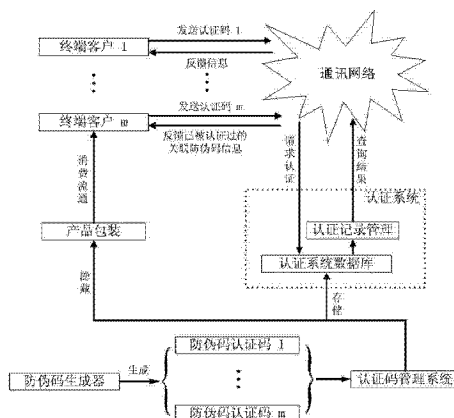 发送认证码 1
终端客户 1
反馈信息
通讯网络
发送认证码 m
终端客户 m
反馈已被认证过的
关联防伪码信息
消费流通
请求认证
查询结果
认证系统
产品包装
认证记录管理
认证系统数据库
隐藏
存储
防伪码认证码 1
生成
防伪码生成器
认证码管理系统
防伪码认证码 m